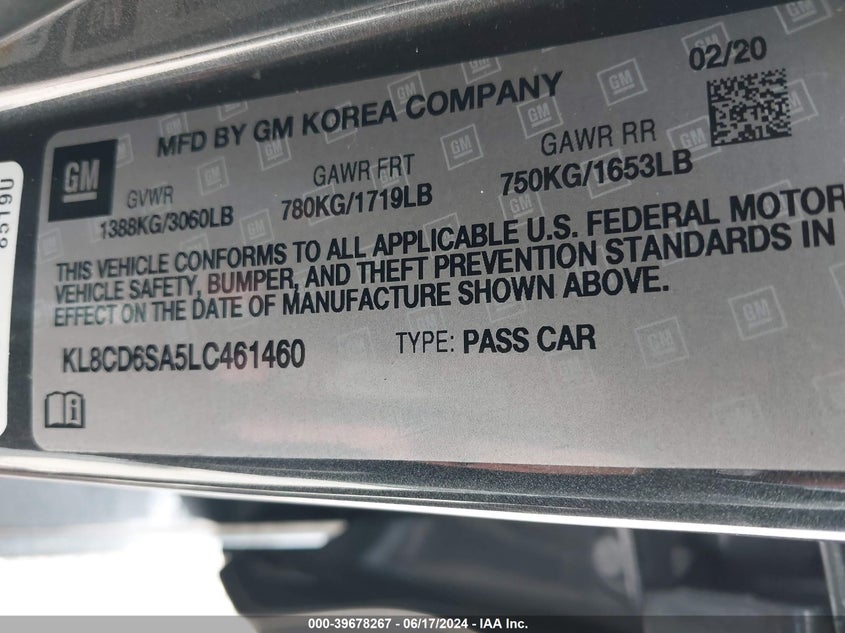 02/20
MFD BY GM KOREA COMPANY
GM
GVWR
1388KG/3060LB
GAWR FRT
780KG/1719LB
GAWR RR
750KG/1653LB
THIS VEHICLE CONFORMS TO ALL APPLICABLE U.S. FEDERAL MOTOR
VEHICLE SAFETY, BUMPER, AND THEFT PREVENTION STANDARDS IN
EFFECT ON THE DATE OF MANUFACTURE SHOWN ABOVE.
KL8CD6SA5LC461460
TYPE: PASS CAR
000-39678267 - 06/17/2024 - IAA Inc.